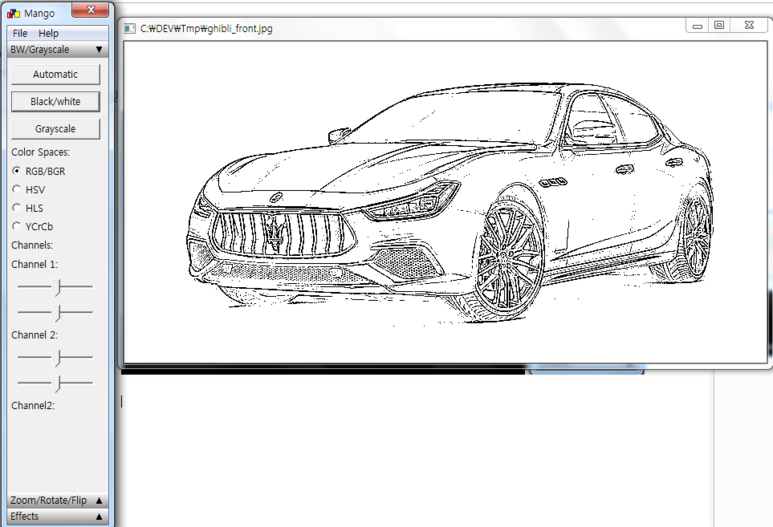 Mango
File Help
BW/Grayscale ▼
Automatic
Black/white
Grayscale
Color Spaces:
RGB/BGR
HSV
HLS
YCrCb
Channels:
Channel 1:
Channel 2:
Channel2:
Zoom/Rotate/Flip ▲
Effects ▲
C:₩DEV₩Tmp₩ghibli_front.jpg